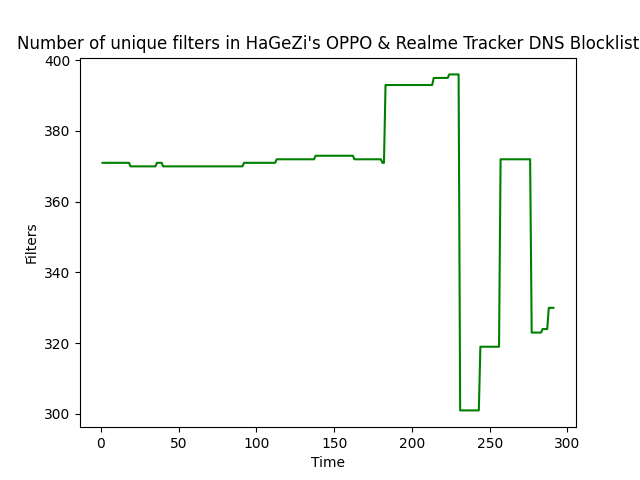 Number of unique filters in HaGeZi's OPPO & Realme Tracker DNS Blocklist
400
380
360
340
320
300
Filters
0 50 100 150 200 250 300
Time